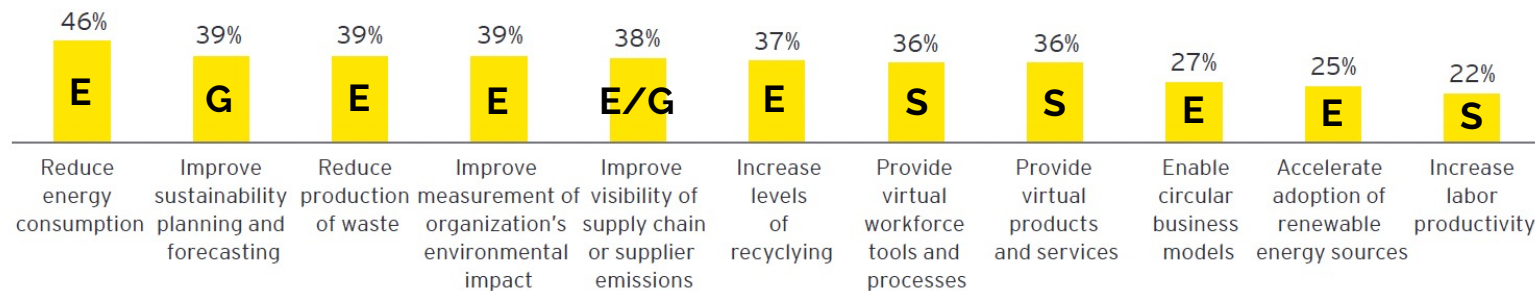 46%
39%
39%
39%
38%
37%
36%
36%
27%
25%
22%
E
G
E
E
E/G
E
S
S
E
E
S
Reduce
energy
consumption
Improve
sustainability
planning and
forecasting
Reduce
production
of waste
Improve
measurement of
organization's
environmental
impact
Improve
visibility of
supply chain
or supplier
emissions
Increase
levels
of
recyclying
Provide
virtual
workforce
tools and
processes
Provide
virtual
products
and services
Enable
circular
business
models
Accelerate
adoption of
renewable
energy sources
Increase
labor
productivity